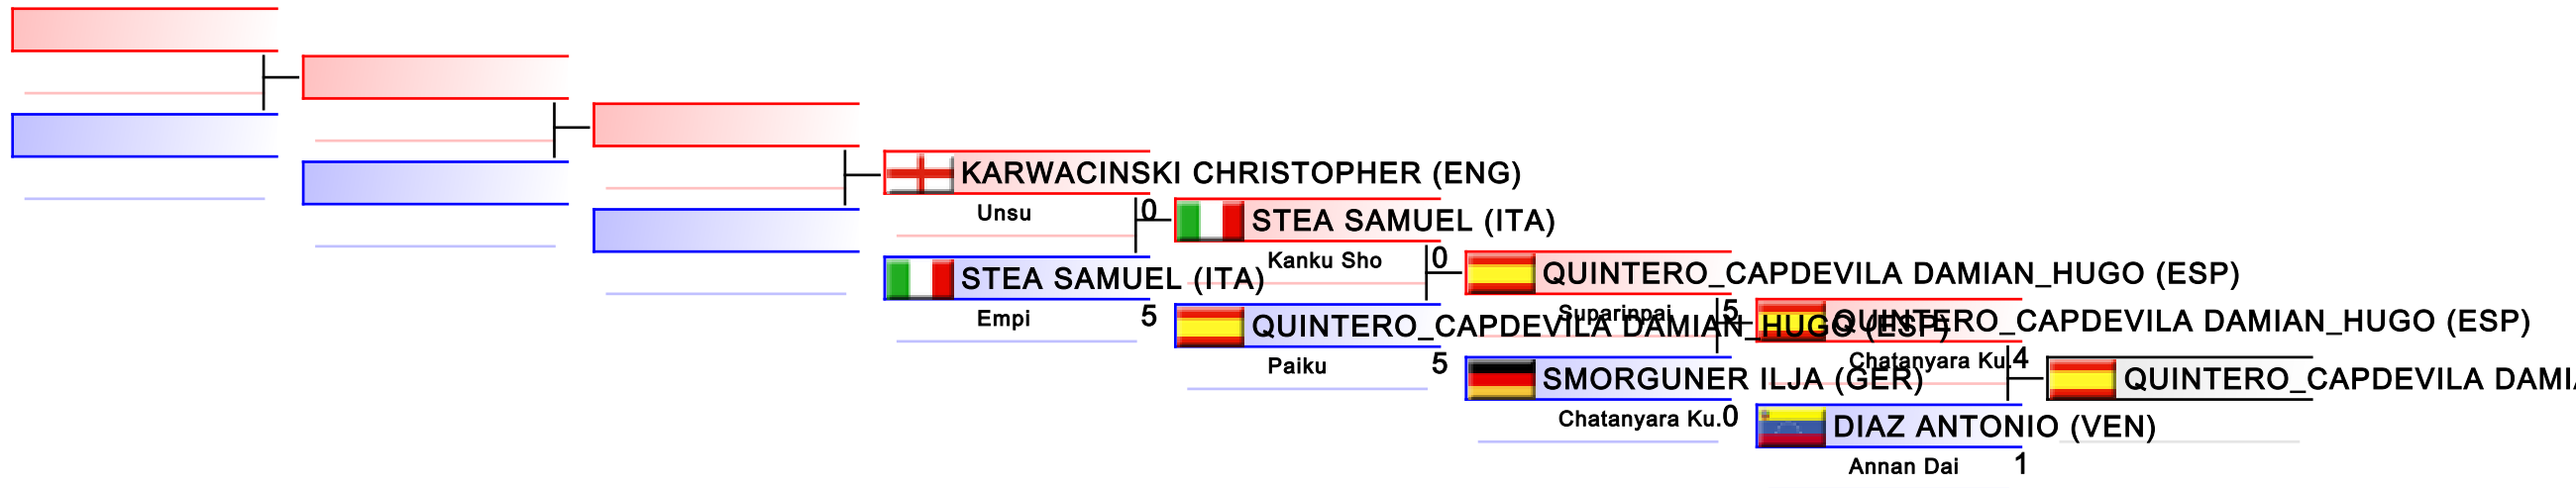 KARWACINSKI CHRISTOPHER (ENG)
Unsu
0
STEA SAMUEL (ITA)
Empi
5
STEA SAMUEL (ITA)
Kanku Sho
0
QUINTERO_CAPDEVILA DAMIAN_HUGO (ESP)
Paiku
5
QUINTERO_CAPDEVILA DAMIAN_HUGO (ESP)
Suparinpai
5
SMORGUNER ILJA (GER)
Chatanyara Ku.
0
QUINTERO_CAPDEVILA DAMIAN_HUGO (ESP)
Chatanyara Ku.
4
DIAZ ANTONIO (VEN)
Annan Dai
1
QUINTERO_CAPDEVILA DAMI